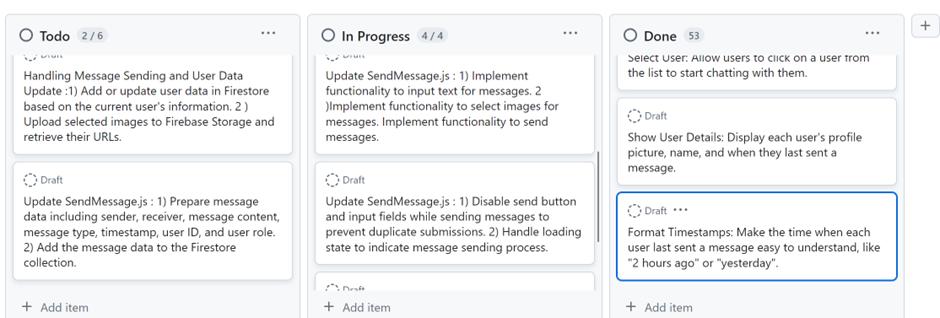 Todo 2 / 6
Draft
Handling Message Sending and User Data
Update :1) Add or update user data in Firestore
based on the current user's information. 2 )
Upload selected images to Firebase Storage and
retrieve their URLs.
Draft
Update SendMessage.js : 1) Prepare message
data including sender, receiver, message content,
message type, timestamp, user ID, and user role.
2) Add the message data to the Firestore
collection.
+ Add item
In Progress 4 / 4
Draft
Update SendMessage.js : 1) Implement
functionality to input text for messages. 2
)Implement functionality to select images for
messages. Implement functionality to send
messages.
Draft
Update SendMessage.js : 1) Disable send button
and input fields while sending messages to
prevent duplicate submissions. 2) Handle loading
state to indicate message sending process.
Draft
+ Add item
Done 53
Select User: Allow users to click on a user from
the list to start chatting with them.
Draft
Show User Details: Display each user's profile
picture, name, and when they last sent a
message.
Draft
Format Timestamps: Make the time when each
user last sent a message easy to understand, like
"2 hours ago" or "yesterday".
+ Add item